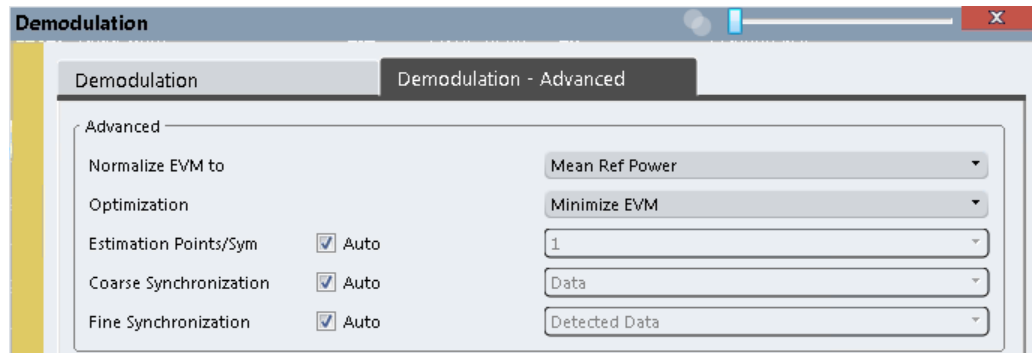 Demodulation
Demodulation
Demodulation - Advanced
Advanced
Normalize EVM to Mean Ref Power
Optimization Minimize EVM
Estimation Points/Sym Auto 1
Coarse Synchronization Auto Data
Fine Synchronization Auto Detected Data